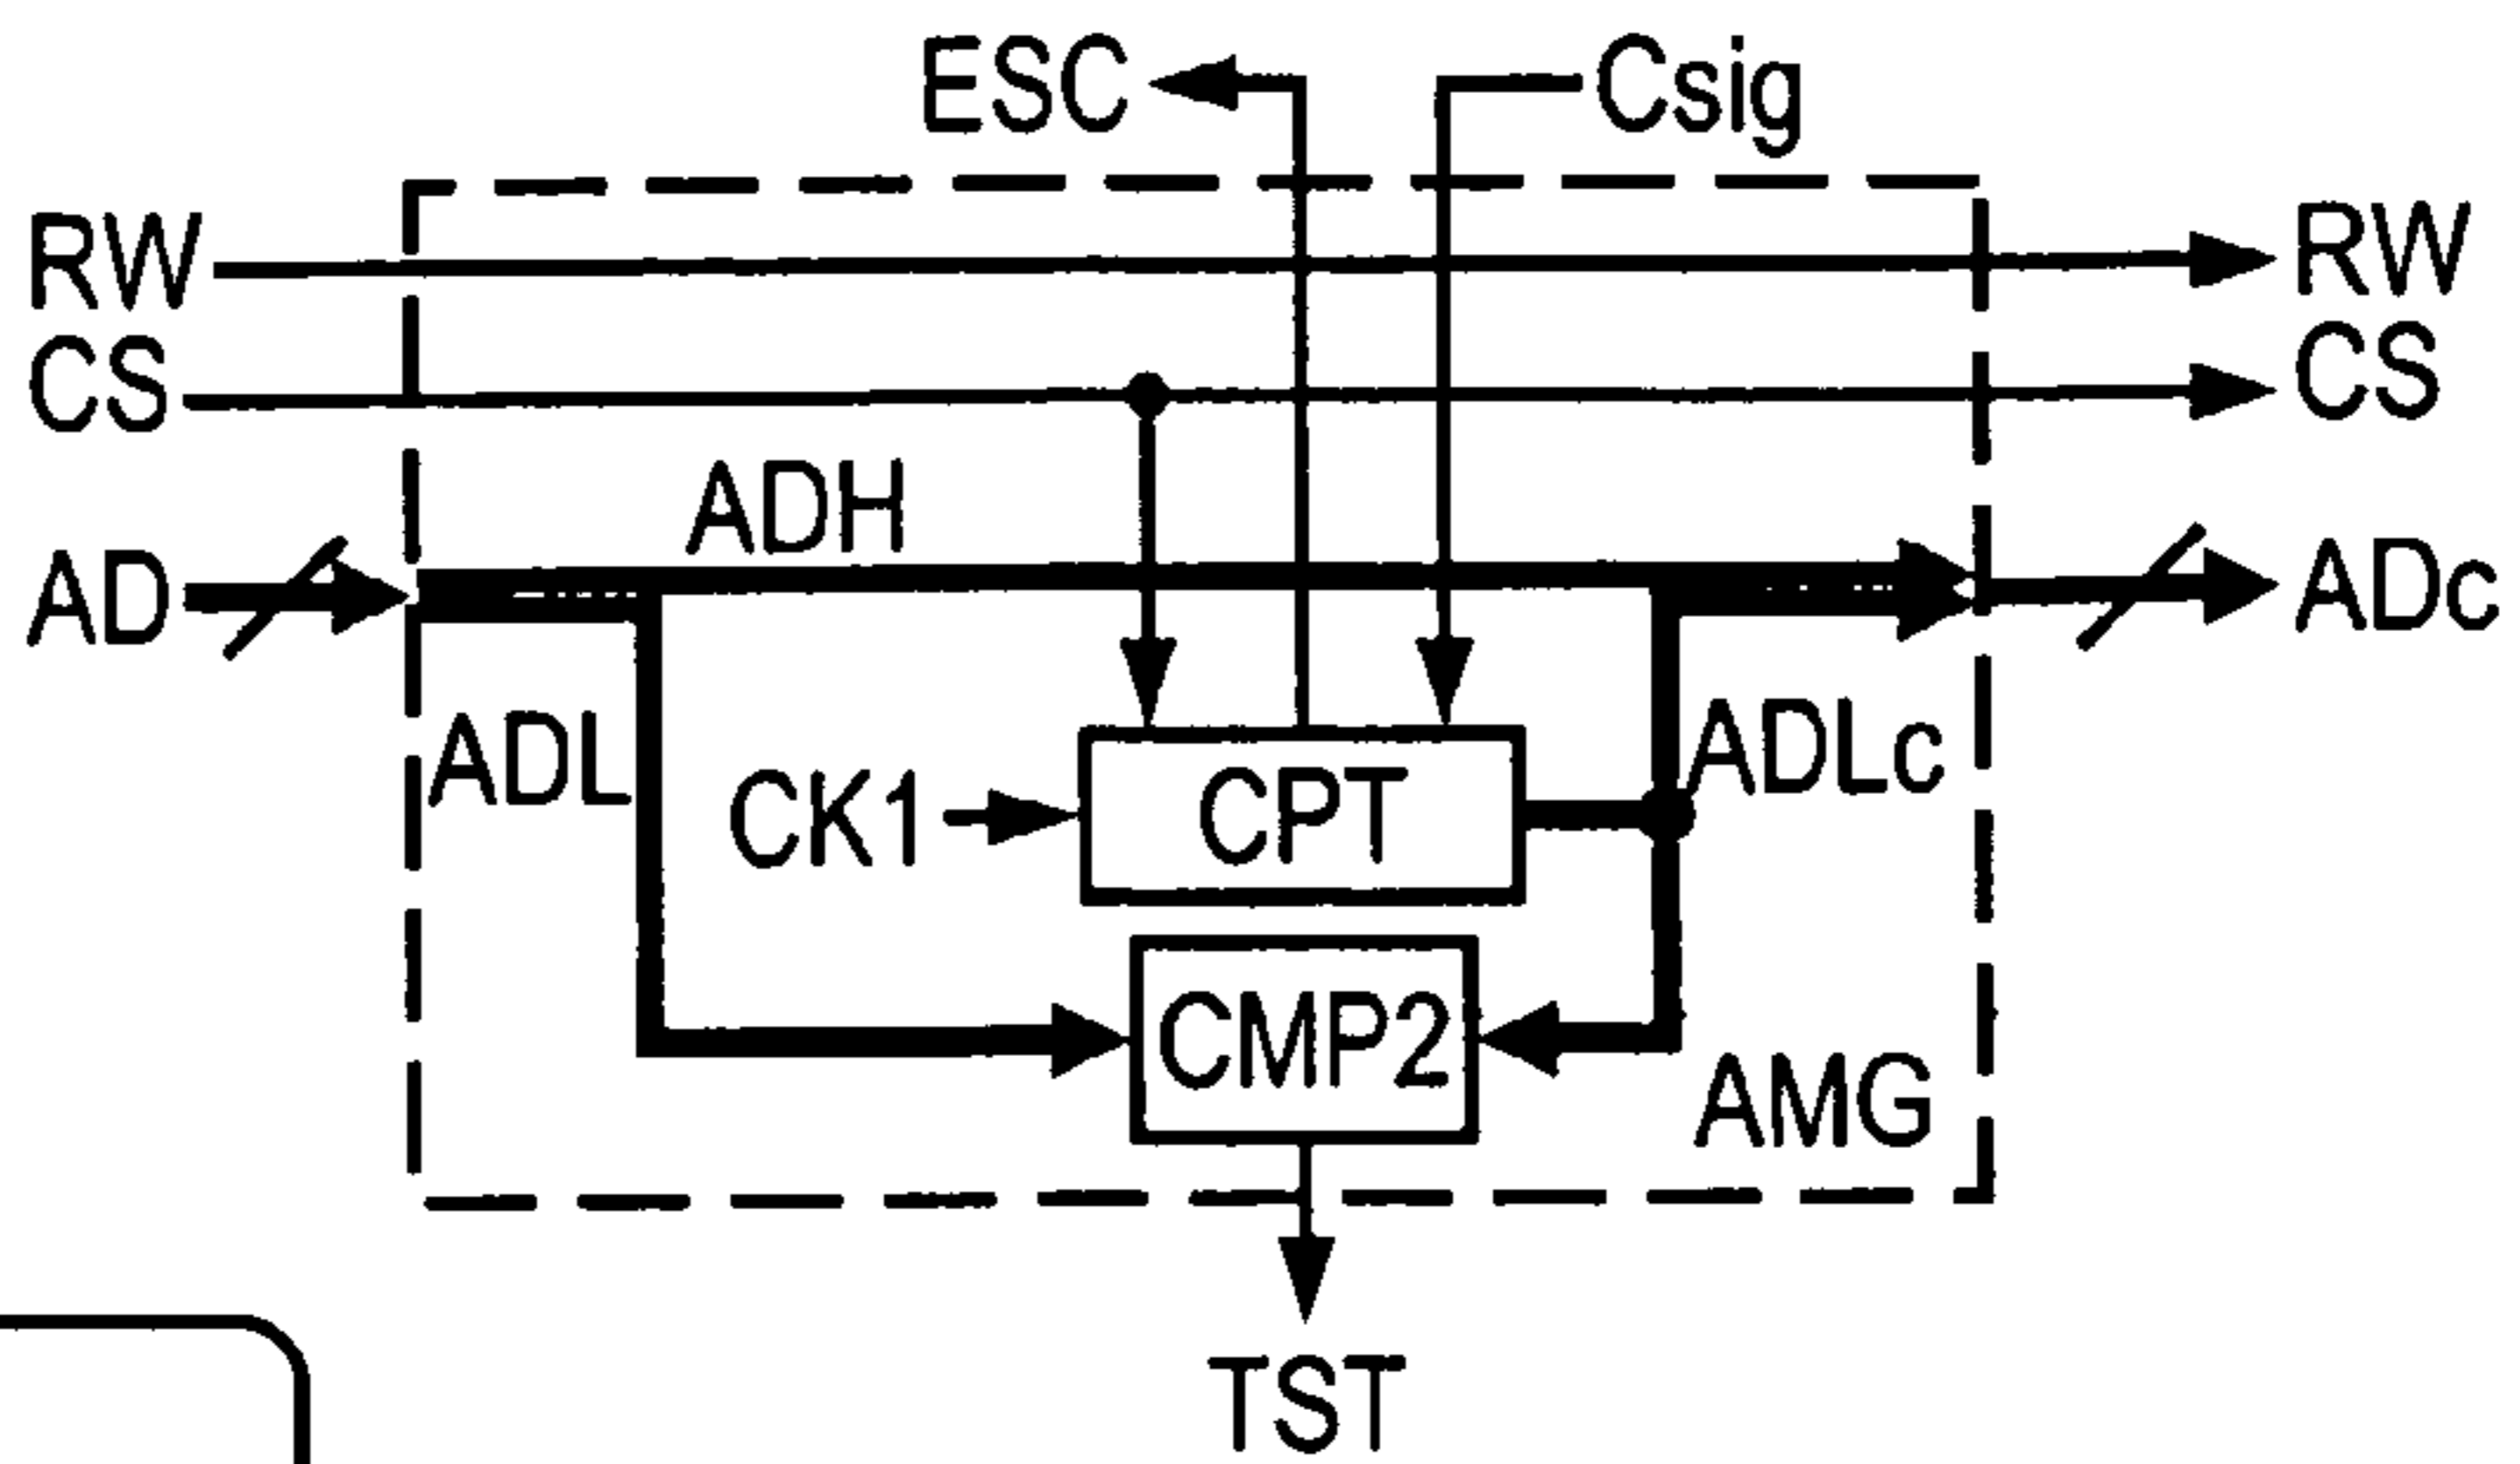 ESC Csig
RW RW
CS CS
ADH
AD ADc
ADL ADLc
CK1 CPT
CMP2
AMG
TST